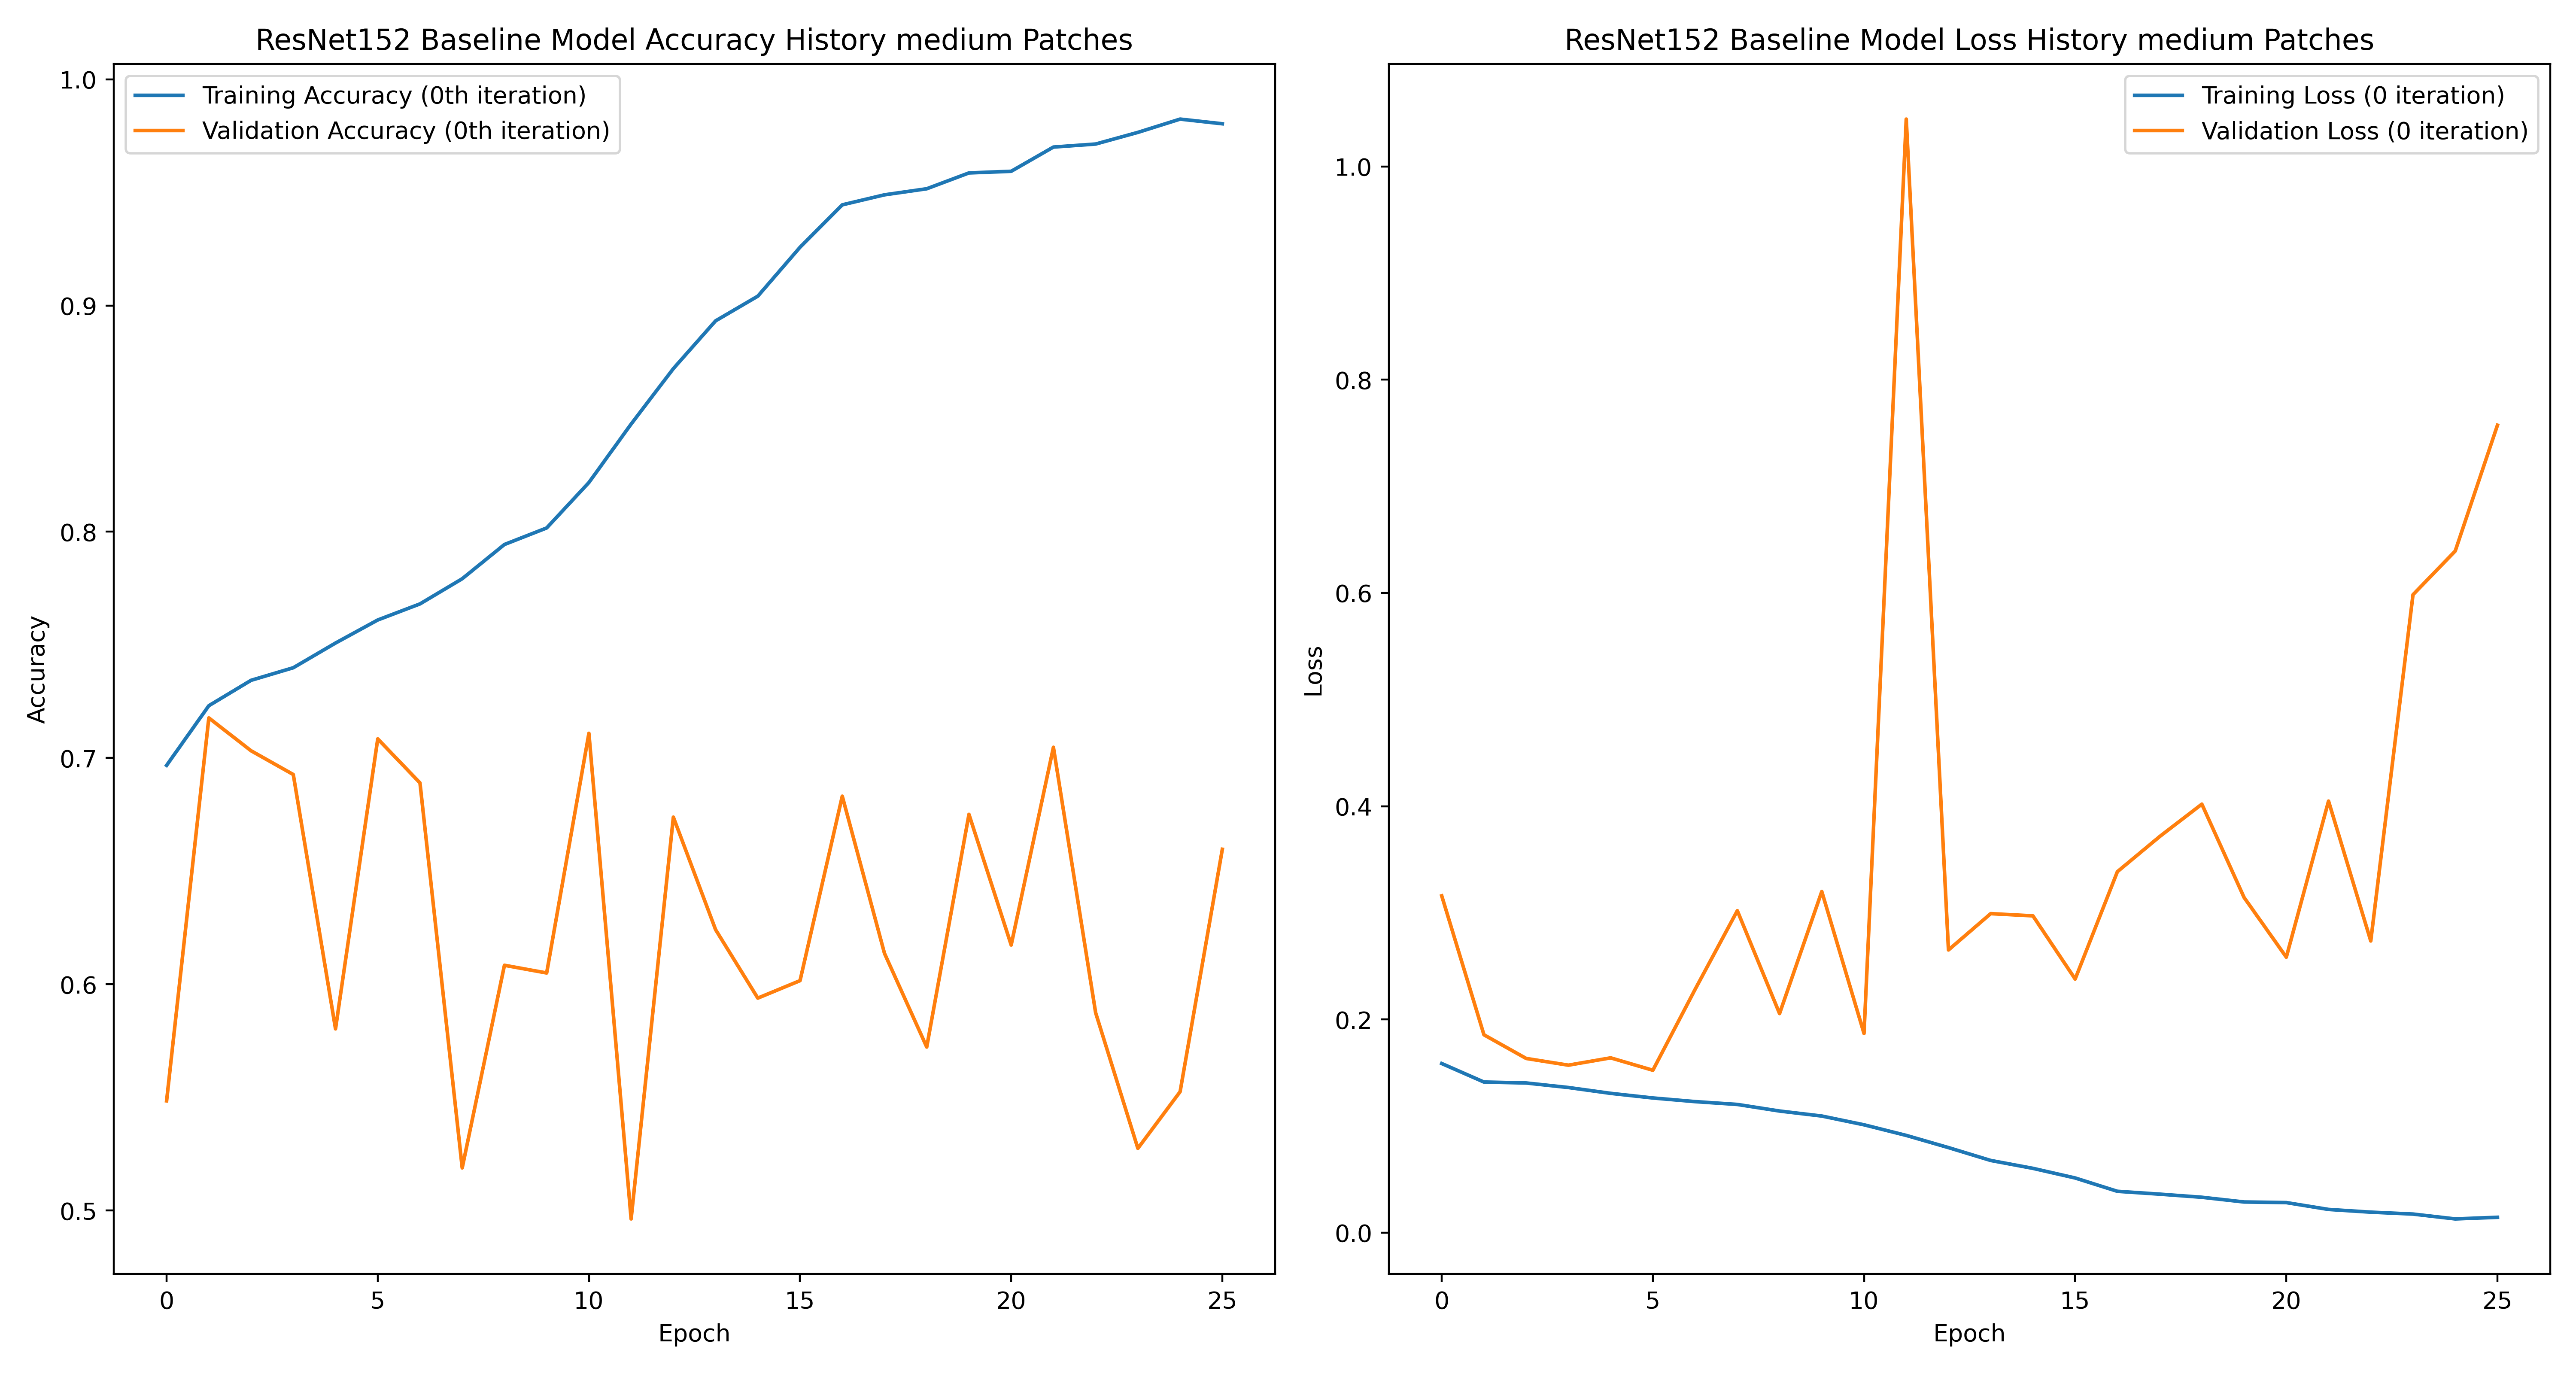 ResNet152 Baseline Model Accuracy History medium Patches
Training Accuracy (0th iteration)
Validation Accuracy (0th iteration)
Accuracy
1.0
0.9
0.8
0.7
0.6
0.5
0
5
10
15
20
25
Epoch
ResNet152 Baseline Model Loss History medium Patches
Training Loss (0 iteration)
Validation Loss (0 iteration)
Loss
1.0
0.8
0.6
0.4
0.2
0.0
0
5
10
15
20
25
Epoch